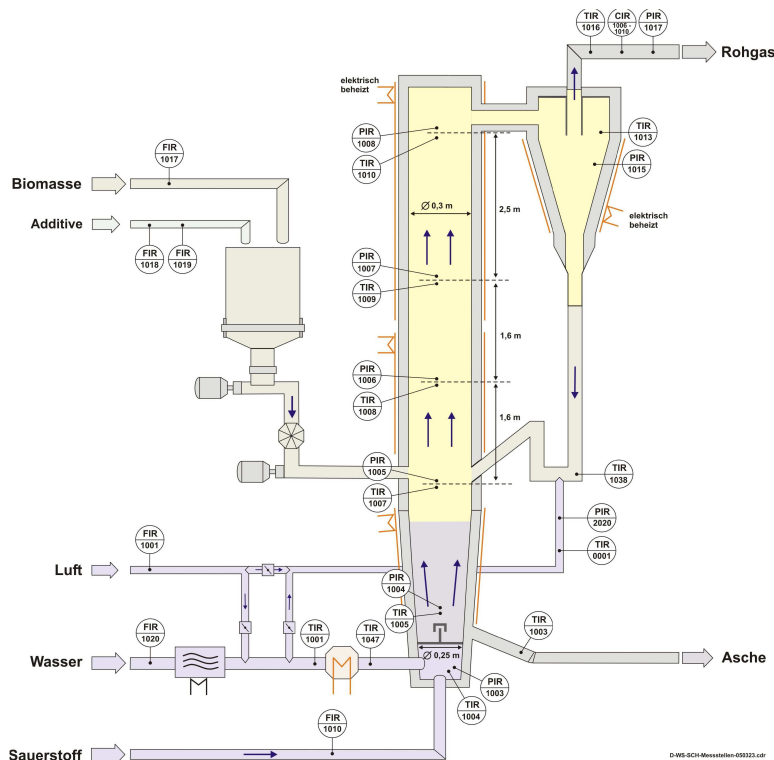 TIR
1016
CIR
1006 -
1010
PIR
1017
Rohgas
elektrisch
beheizt
PIR
1008
TIR
1010
TIR
1013
PIR
1015
FIR
1017
Biomasse
Additive
FIR
1018
FIR
1019
Ø 0,3 m
2,5 m
elektrisch
beheizt
PIR
1007
TIR
1009
1,6 m
PIR
1006
TIR
1008
1,6 m
PIR
1005
TIR
1007
TIR
1038
PIR
2020
TIR
0001
FIR
1001
Luft
PIR
1004
TIR
1005
FIR
1020
TIR
1001
TIR
1047
TIR
1003
Wasser
Ø 0,25 m
Asche
PIR
1003
TIR
1004
FIR
1010
Sauerstoff
D-WS-SCH-Messstellen-050323.cdr